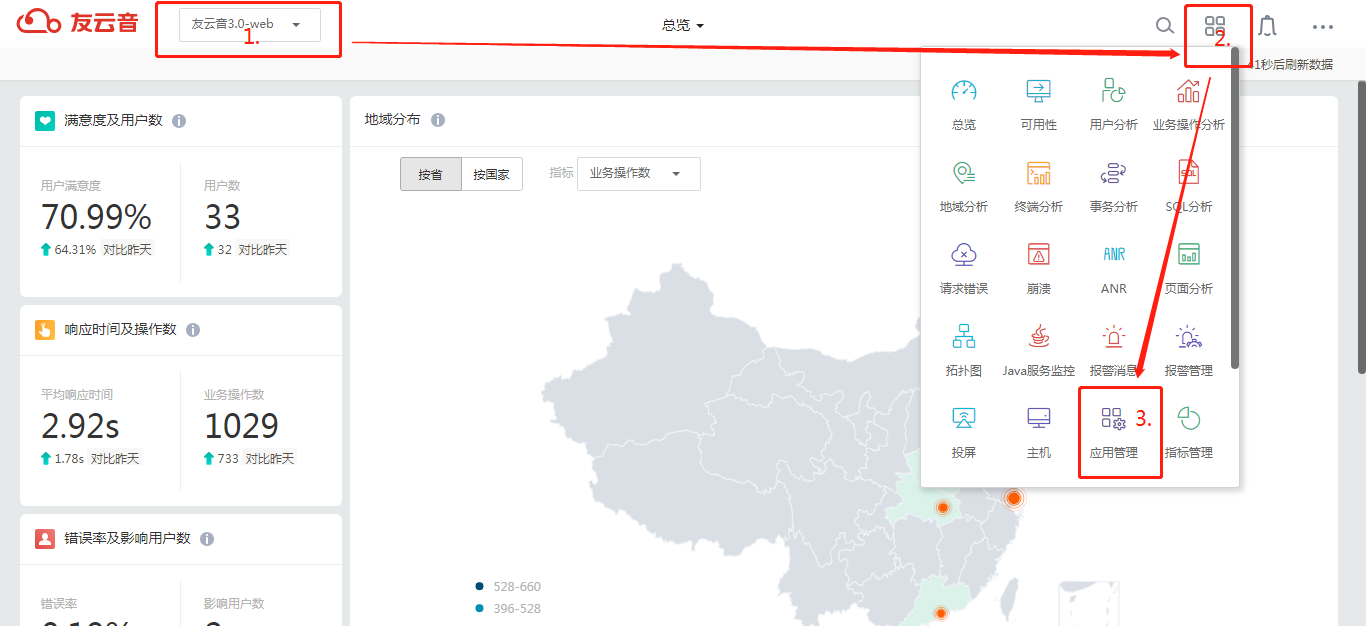 友云音
友云音3.0-web
1.
总览
2.
1秒后刷新数据
满意度及用户数
用户满意度
70.99%
64.31% 对比昨天
用户数
33
32 对比昨天
响应时间及操作数
平均响应时间
2.92s
1.78s 对比昨天
业务操作数
1029
733 对比昨天
错误率及影响用户数
错误率
影响用户数
地域分布
按省
按国家
指标
业务操作数
528-660
396-528
总览
可用性
用户分析
业务操作分析
地域分析
终端分析
事务分析
SQL
SQL分析
请求错误
崩溃
ANR
ANR
页面分析
拓扑图
Java服务监控
报警消息
报警管理
投屏
主机
3.
应用管理
指标管理